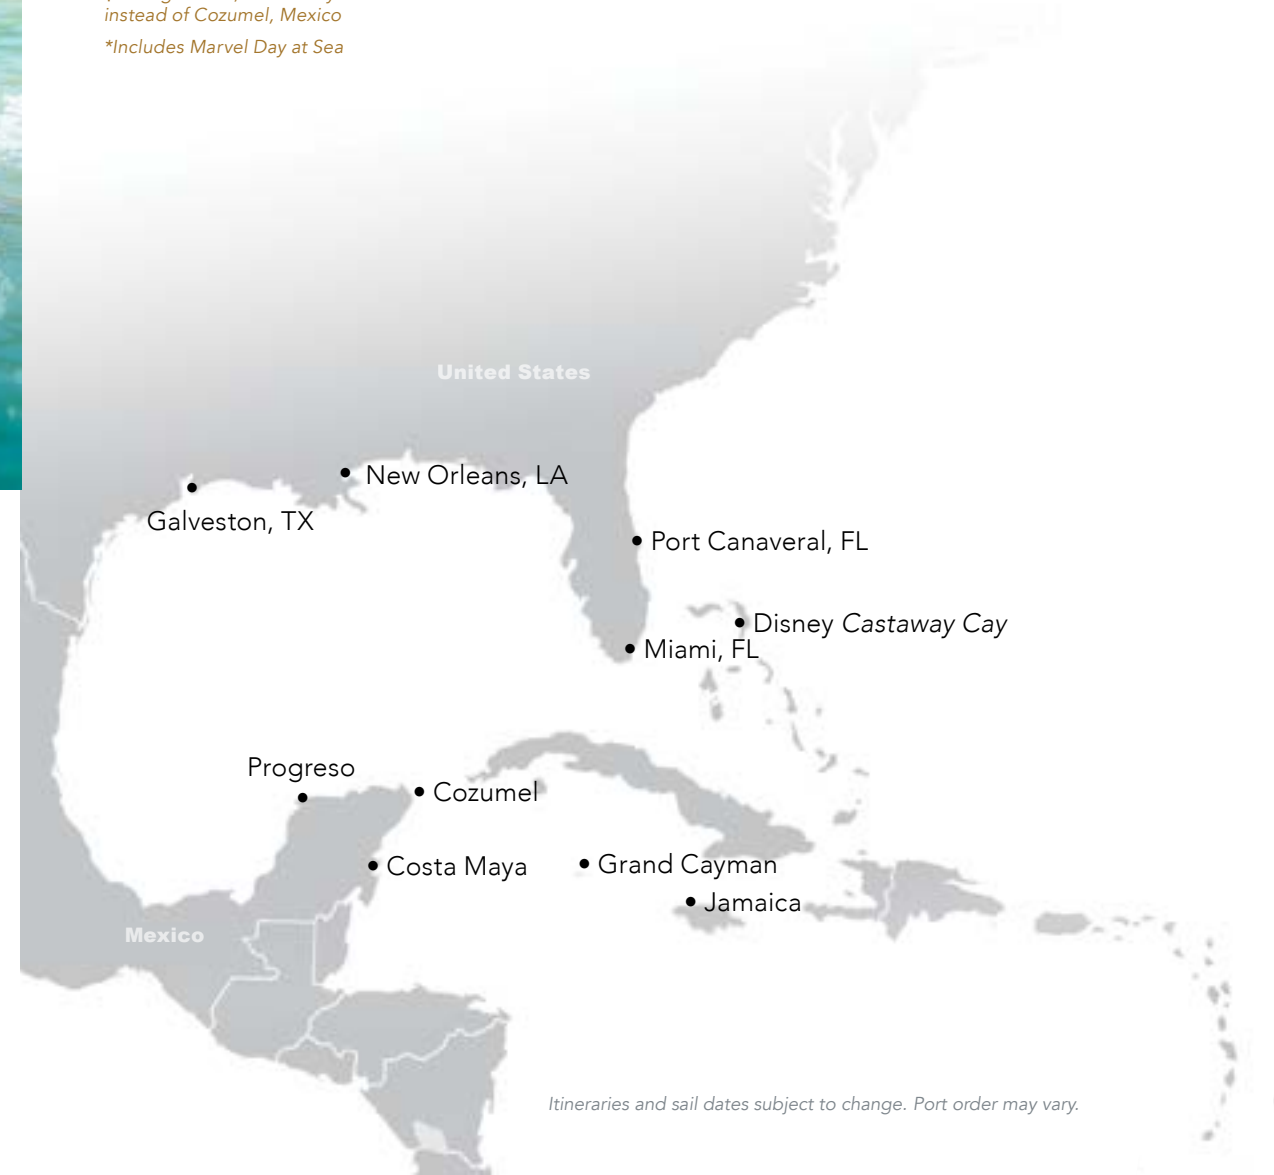 instead of Cozumel, Mexico
*Includes Marvel Day at Sea
United States
New Orleans, LA
Galveston, TX
Port Canaveral, FL
Disney Castaway Cay
Miami, FL
Progreso
Cozumel
Costa Maya
Grand Cayman
Jamaica
Mexico
Itineraries and sail dates subject to change. Port order may vary.